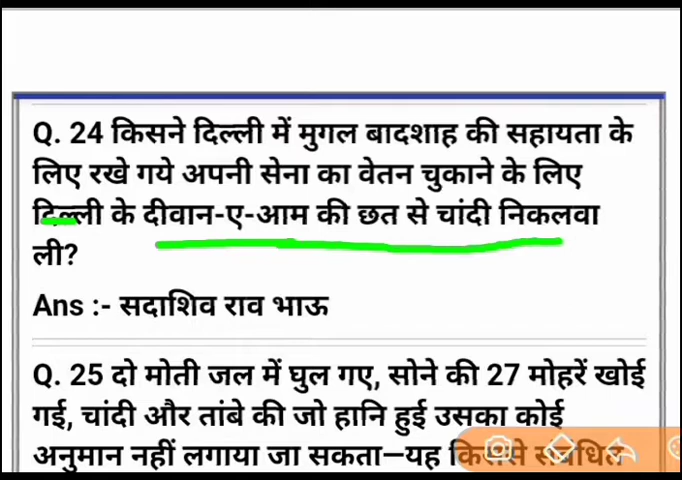 Q. 24 किसने दिल्ली में मुगल बादशाह की सहायता के
लिए रखे गये अपनी सेना का वेतन चुकाने के लिए
दिल्ली के दीवान-ए-आम की छत से चांदी निकलवा
ली?
Ans :- सदाशिव राव भाऊ
Q. 25 दो मोती जल में घुल गए, सोने की 27 मोहरें खोई
गई, चांदी और तांबे की जो हानि हुई उसका कोई
अनुमान नहीं लगाया जा सकता—यह किससे संबंधित